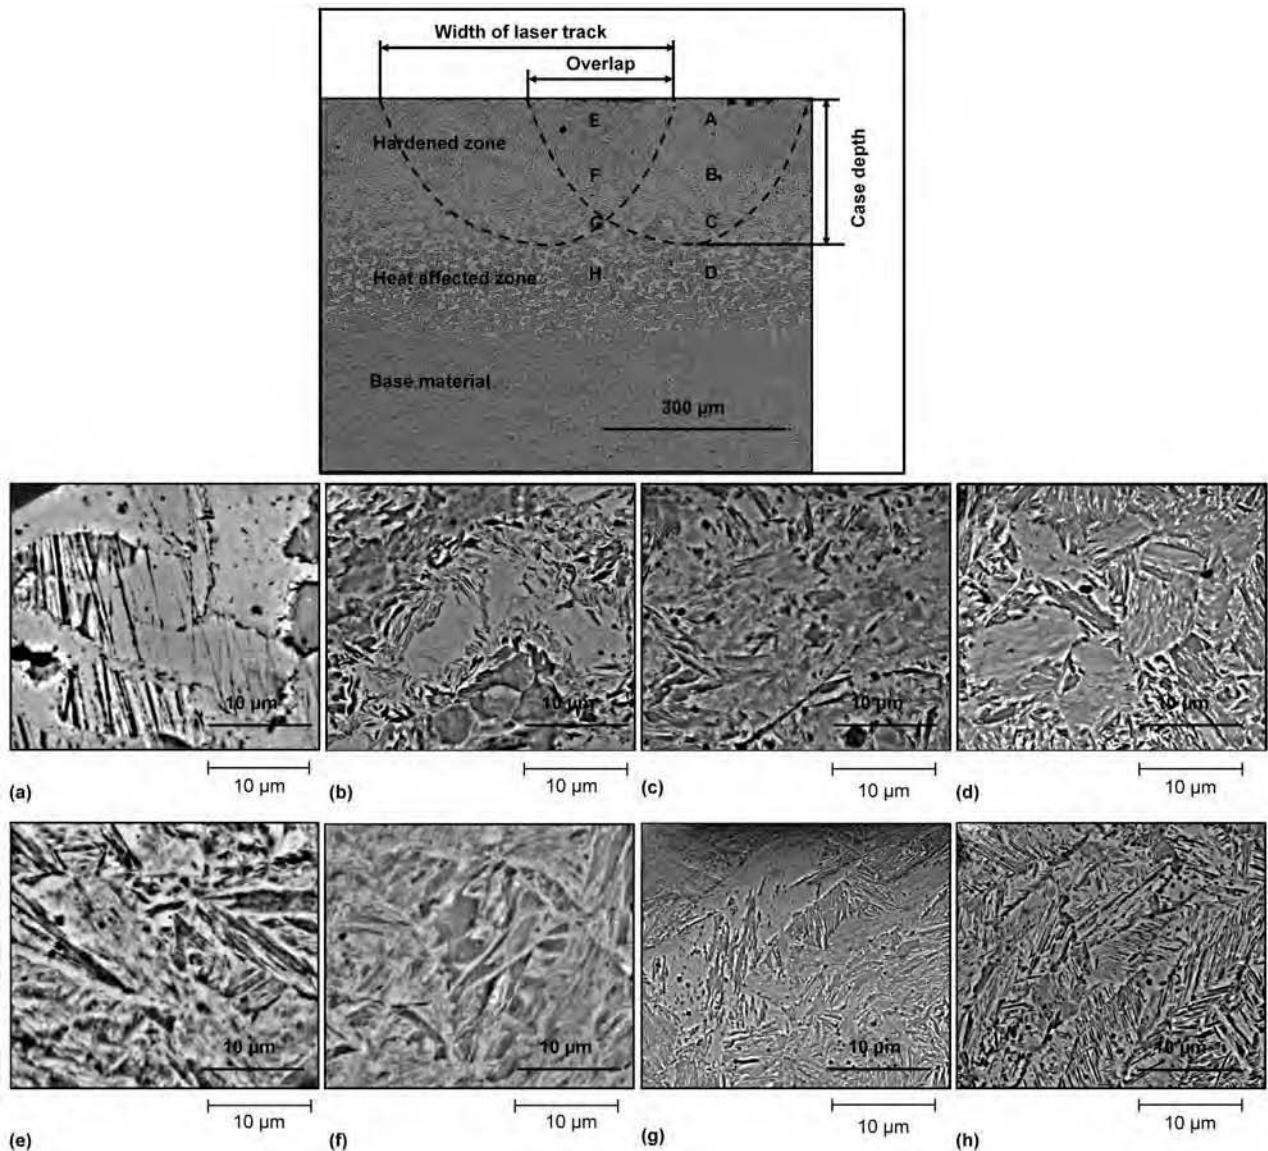 Width of laser track
Overlap
E A
Hardened zone
F B
Case depth
G C
Heat affected zone H D
Base material
300 µm
10 µm 10 µm 10 µm 10 µm
10 µm 10 µm 10 µm 10 µm
(a) (b) (c) (d)
10 µm 10 µm 10 µm 10 µm
10 µm 10 µm 10 µm 10 µm
(e) (f) (g) (h)